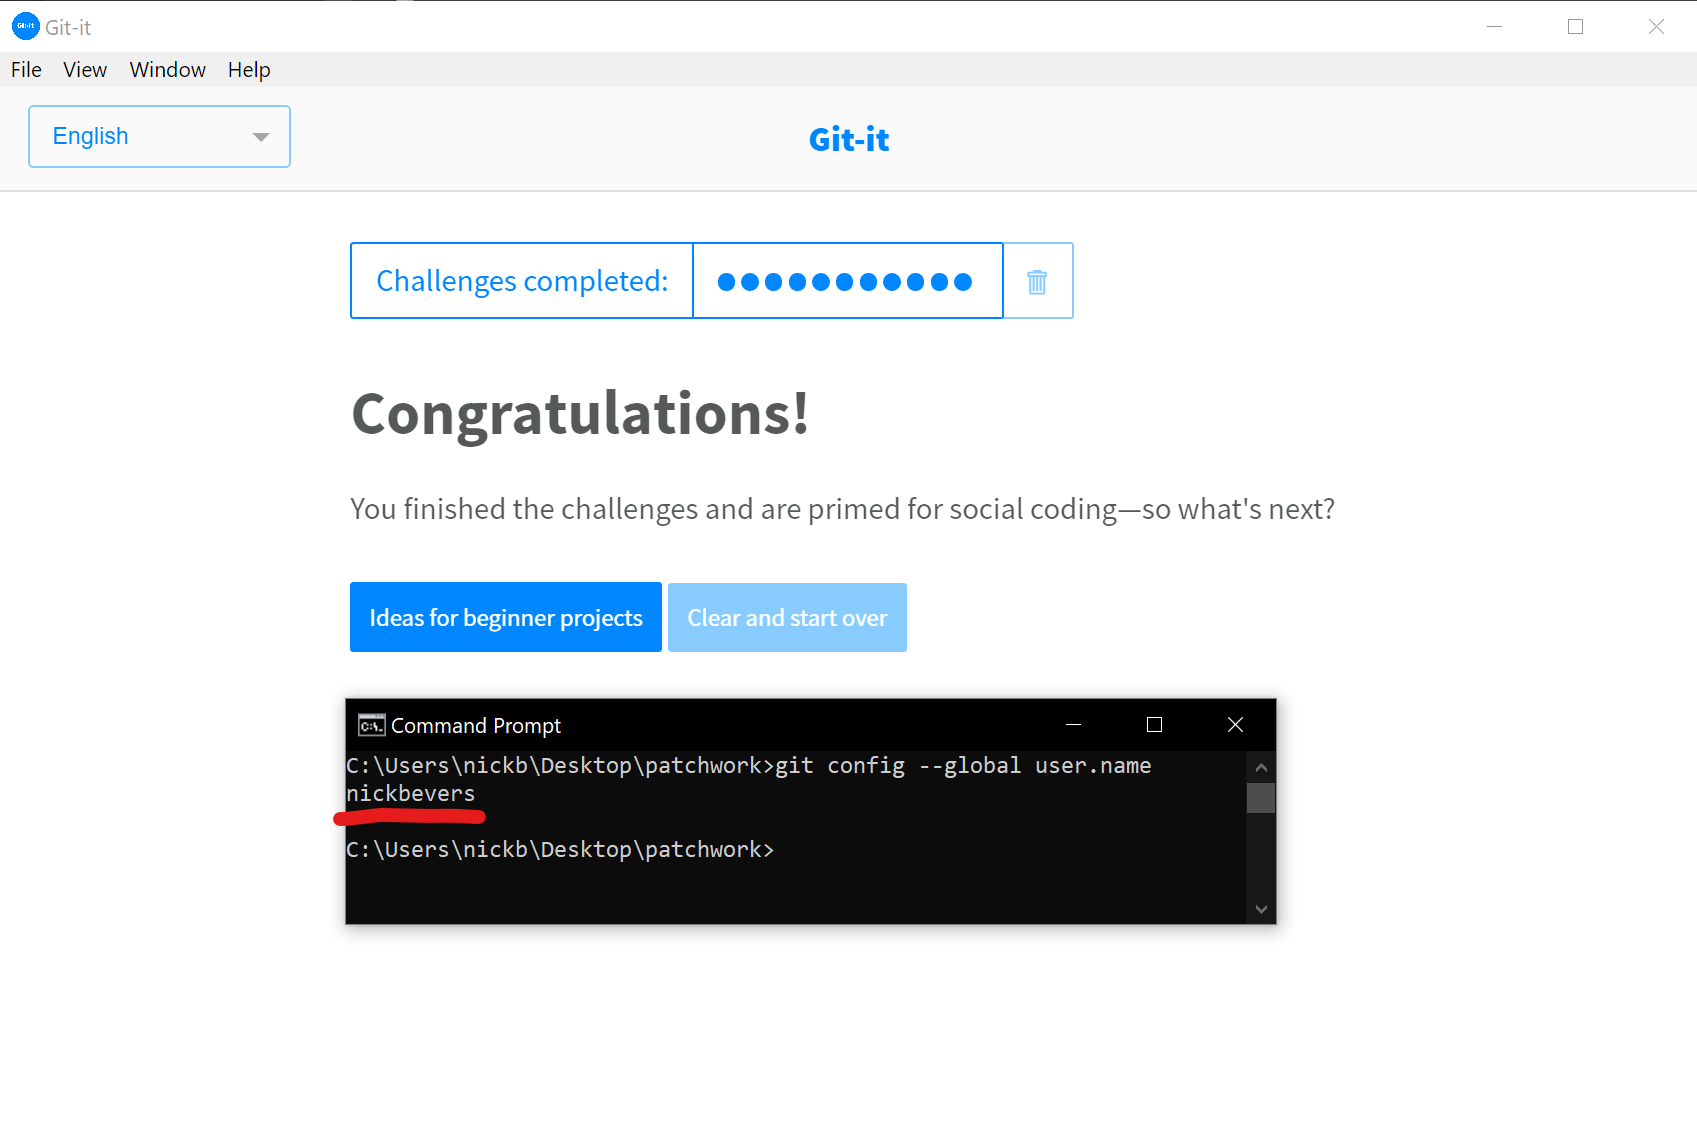 Git-it
File View Window Help
English
Git-it
Challenges completed:
Congratulations!
You finished the challenges and are primed for social coding—so what's next?
Ideas for beginner projects
Clear and start over
Command Prompt
C:\Users\nickb\Desktop\patchwork>git config --global user.name
nickbevers
C:\Users\nickb\Desktop\patchwork>